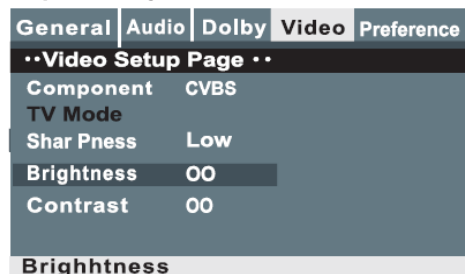 General Audio Dolby Video Preference
··Video Setup Page ··
Component CVBS
TV Mode
Shar Pness Low
Brightness 00
Contrast 00
Brighhtness